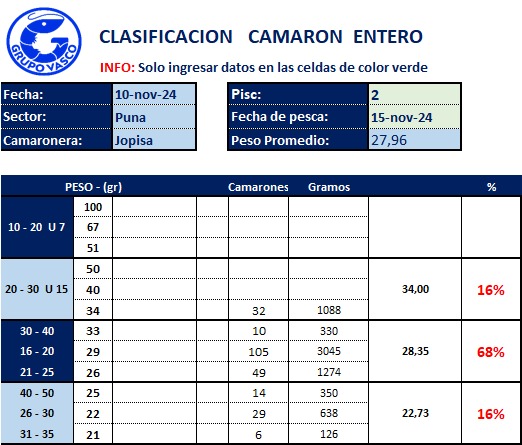 GRUPO VASCO
CLASIFICACION CAMARON ENTERO
INFO: Solo ingresar datos en las celdas de color verde
Fecha: 10-nov-24 Pisc: 2
Sector: Puna Fecha de pesca: 15-nov-24
Camaronera: Jopisa Peso Promedio: 27,96
PESO - (gr) Camarones Gramos %
100
10 - 20 U 7 67
51
50
20 - 30 U 15 40 34,00 16%
34 32 1088
30 - 40 33 10 330
16 - 20 29 105 3045 28,35 68%
21 - 25 26 49 1274
40 - 50 25 14 350
26 - 30 22 29 638 22,73 16%
31 - 35 21 6 126